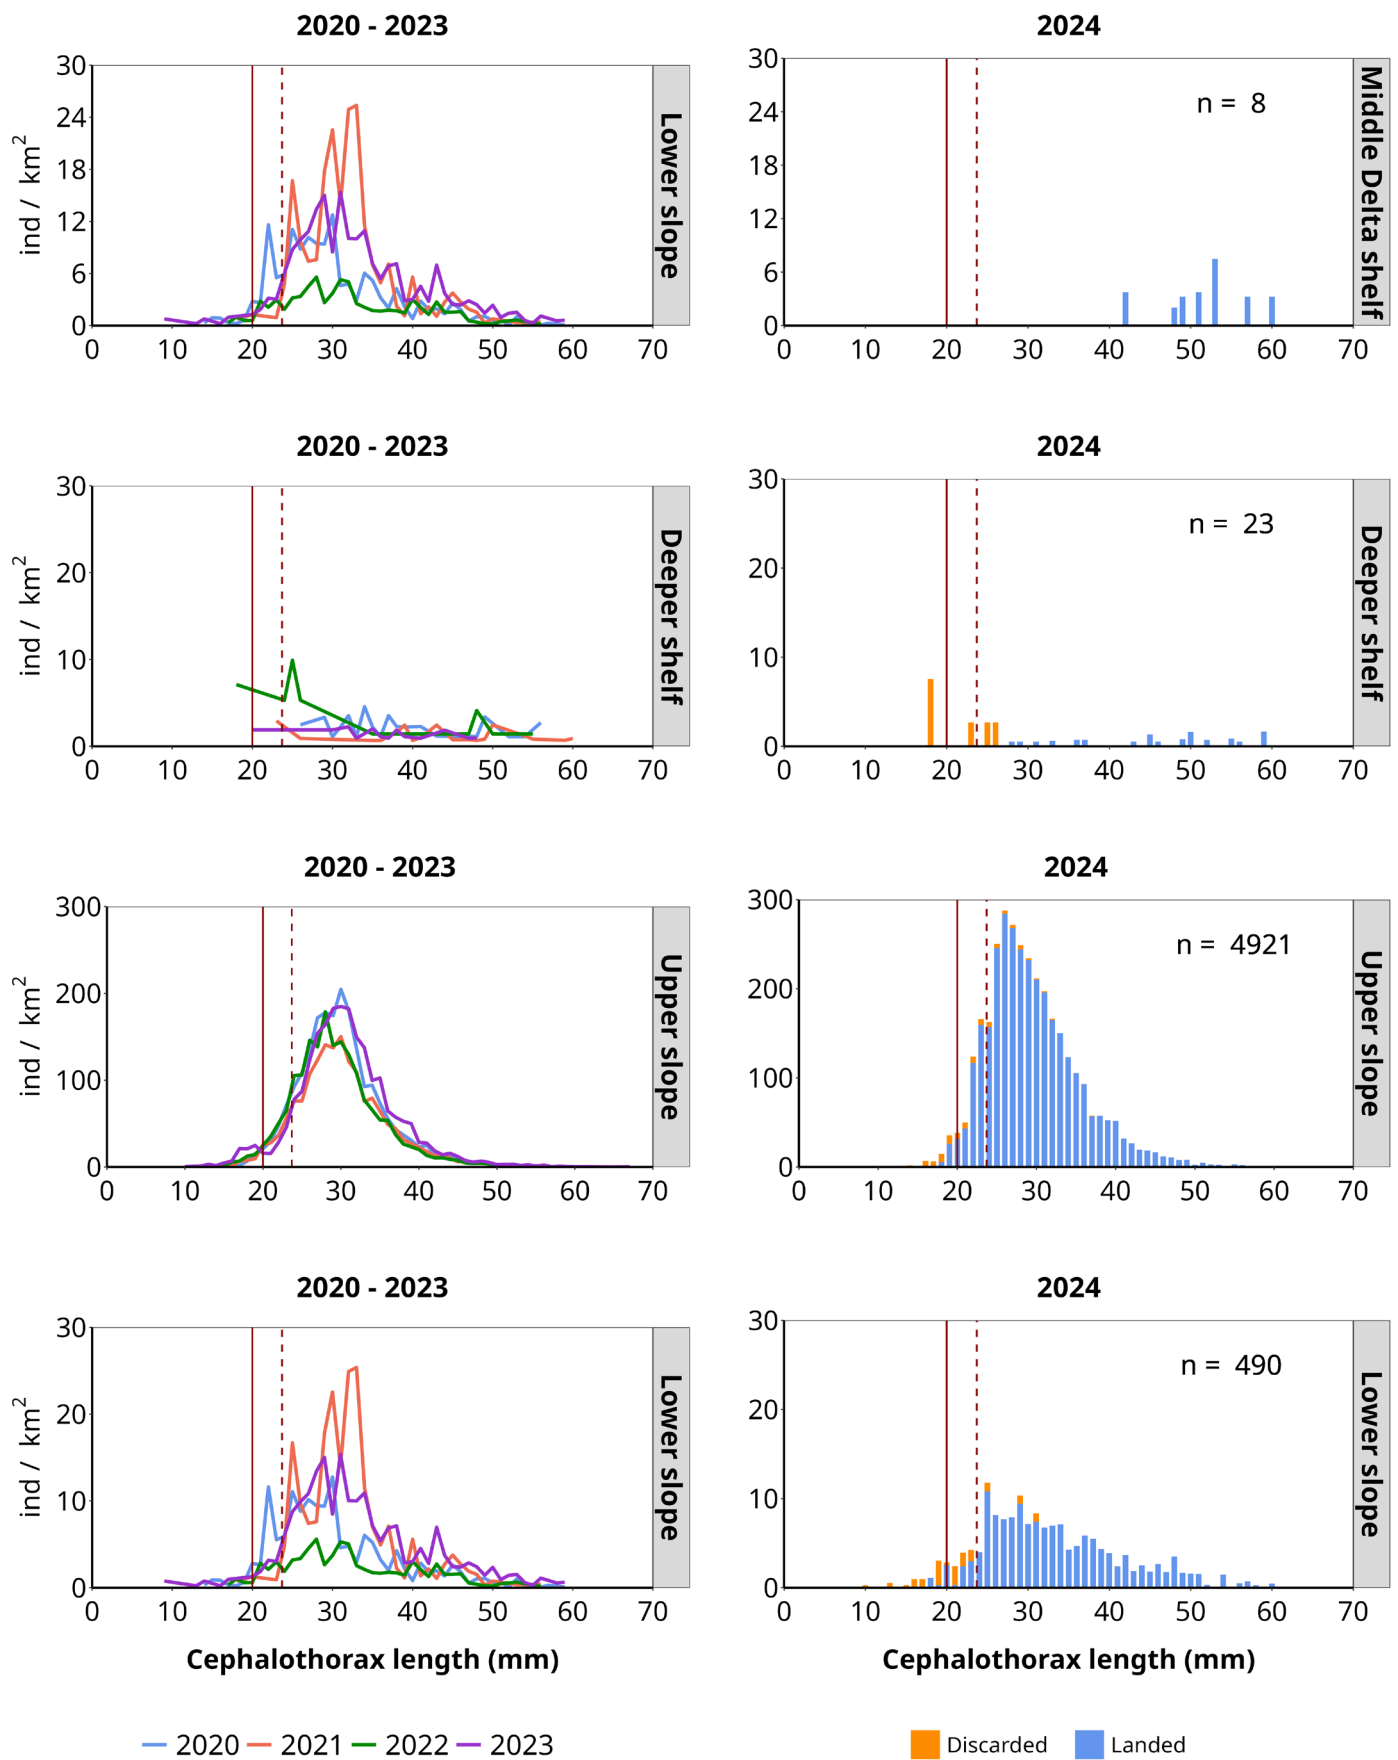 2020 - 2023
2024
30
24
18
12
6
0
ind / km²
0 10 20 30 40 50 60 70
Lower slope
30
24
18
12
6
0
n = 8
0 10 20 30 40 50 60 70
Middle Delta shelf
2020 - 2023
2024
30
20
10
0
ind / km²
0 10 20 30 40 50 60 70
Deeper shelf
30
20
10
0
n = 23
0 10 20 30 40 50 60 70
Deeper shelf
2020 - 2023
2024
300
200
100
0
ind / km²
0 10 20 30 40 50 60 70
Upper slope
300
200
100
0
n = 4921
0 10 20 30 40 50 60 70
Upper slope
2020 - 2023
2024
30
20
10
0
ind / km²
0 10 20 30 40 50 60 70
Lower slope
30
20
10
0
n = 490
0 10 20 30 40 50 60 70
Lower slope
Cephalothorax length (mm)
Cephalothorax length (mm)
2020 2021 2022 2023
Discarded Landed